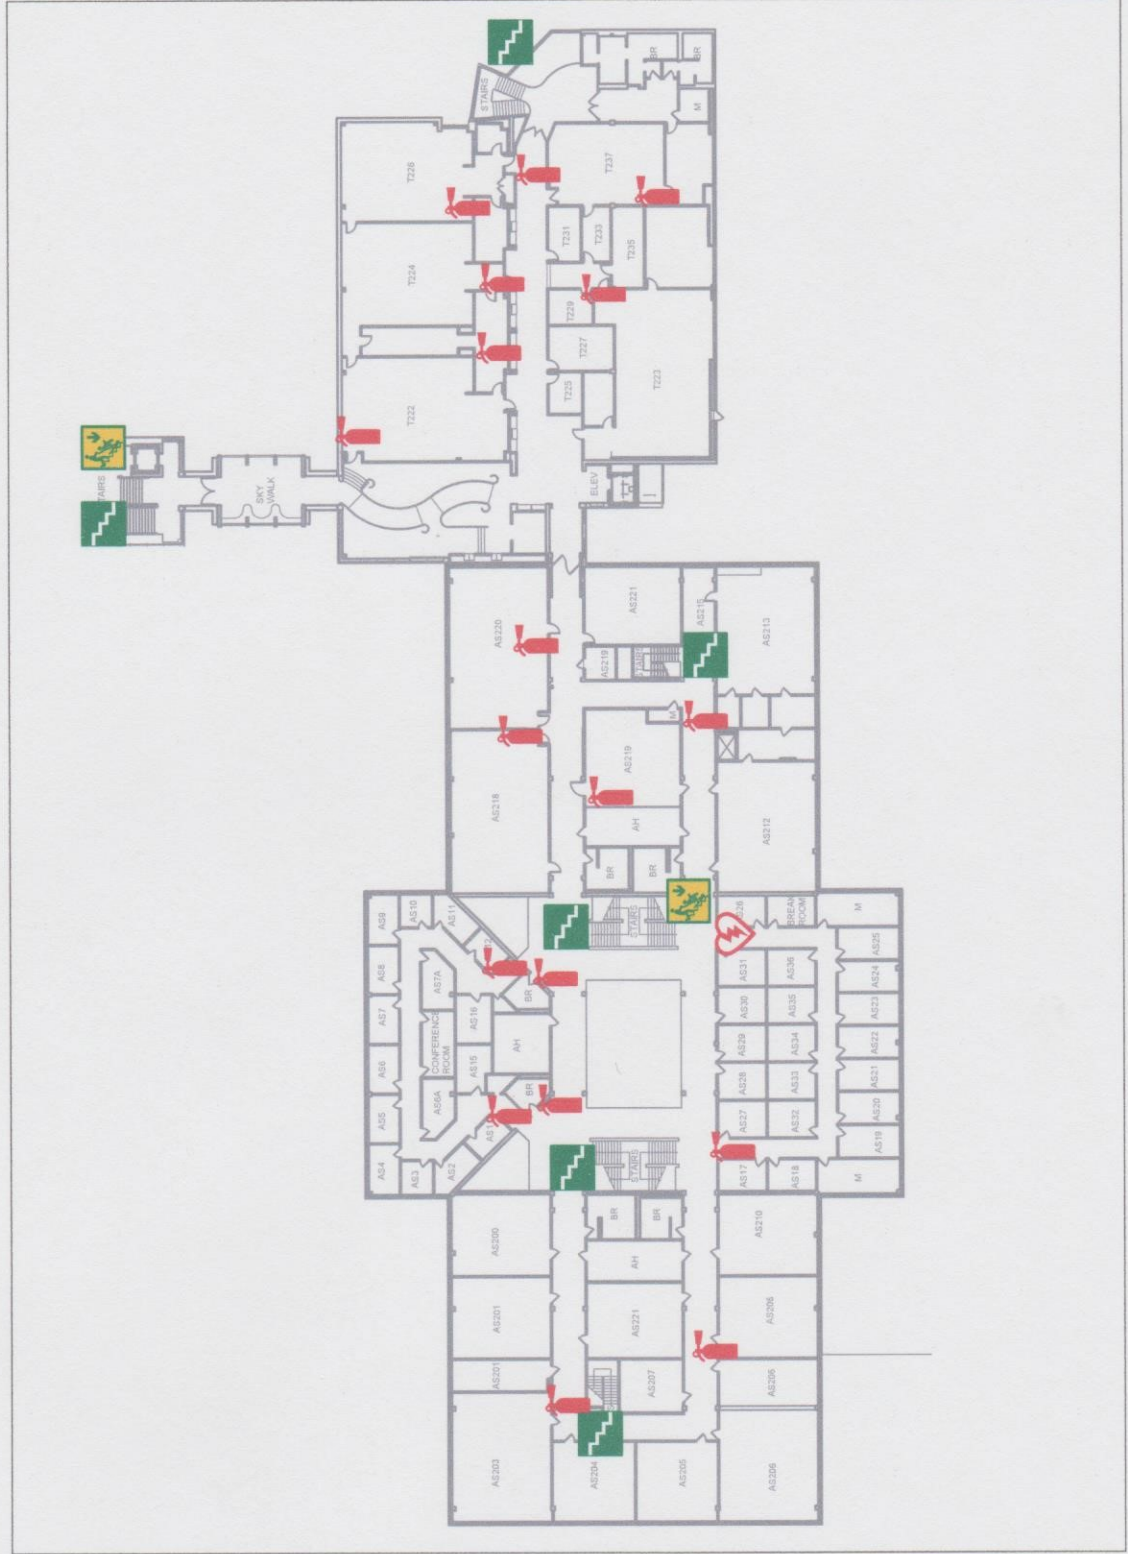 STAIRS
BR
BR
M
T226
T237
T231
T233
T235
T224
T229
T227
T225
T223
T222
SKY
WALK
ELEV
AS220
AS221
AS215
AS213
AS219
STAIRS
M
AS218
AS219
AH
AS212
BR
BR
STAIRS
BREAK
ROOM
M
AS9
AS10
AS11
AS8
AS7A
BR
AS31
AS36
AS25
AS24
AS7
CONFERENCE
ROOM
AS16
AS30
AS35
AS23
AH
AS29
AS34
AS22
AS6
AS15
AS28
AS33
AS21
AS5
AS6A
BR
AS27
AS32
AS20
AS19
AS4
AS3
AS2
STAIRS
AS17
AS18
M
AS200
BR
BR
AS210
AH
AS201
AS221
AS201
AS207
AS206
AS203
AS204
AS205
AS206